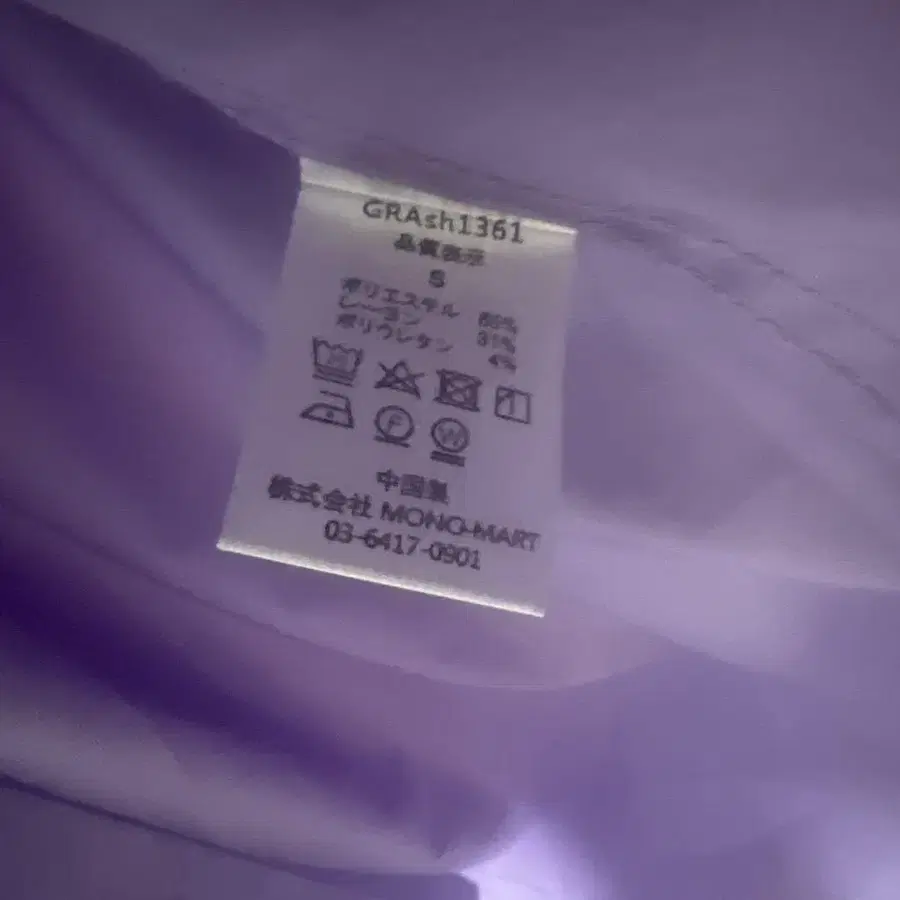 GRAsh1361
品質表示
S
ポリエステル
レーヨン 31%
ポリウレタン 4%
F
W
中国製
株式会社 MONO-MART
03-6417-0901